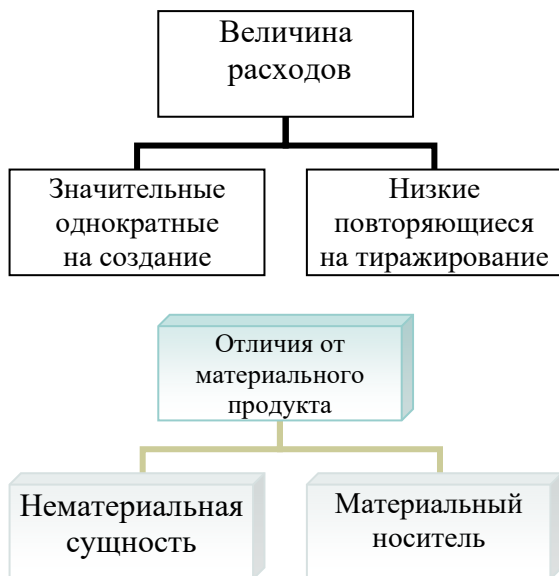 Величина
расходов
Значительные
однократные
на создание
Низкие
повторяющиеся
на тиражирование
Отличия от
материального
продукта
Нематериальная
сущность
Материальный
носитель